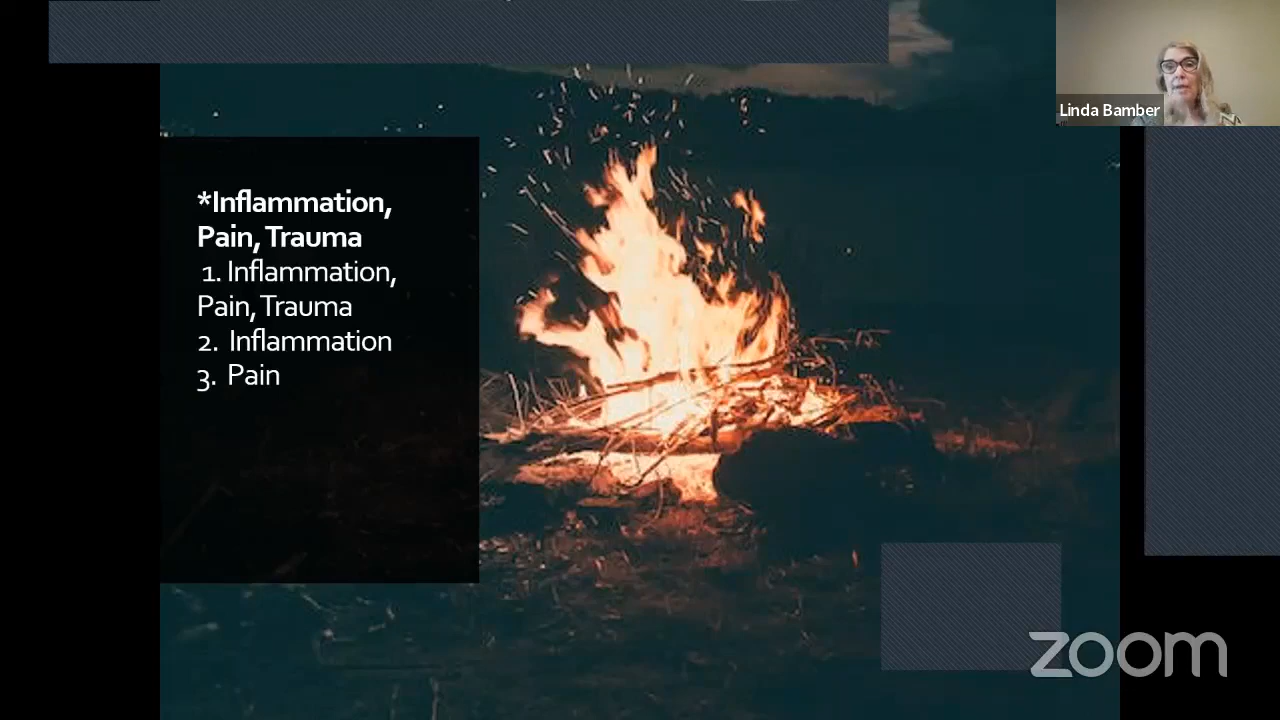 Linda Bamber
*Inflammation,
Pain, Trauma
1. Inflammation,
Pain, Trauma
2. Inflammation
3. Pain
zoom